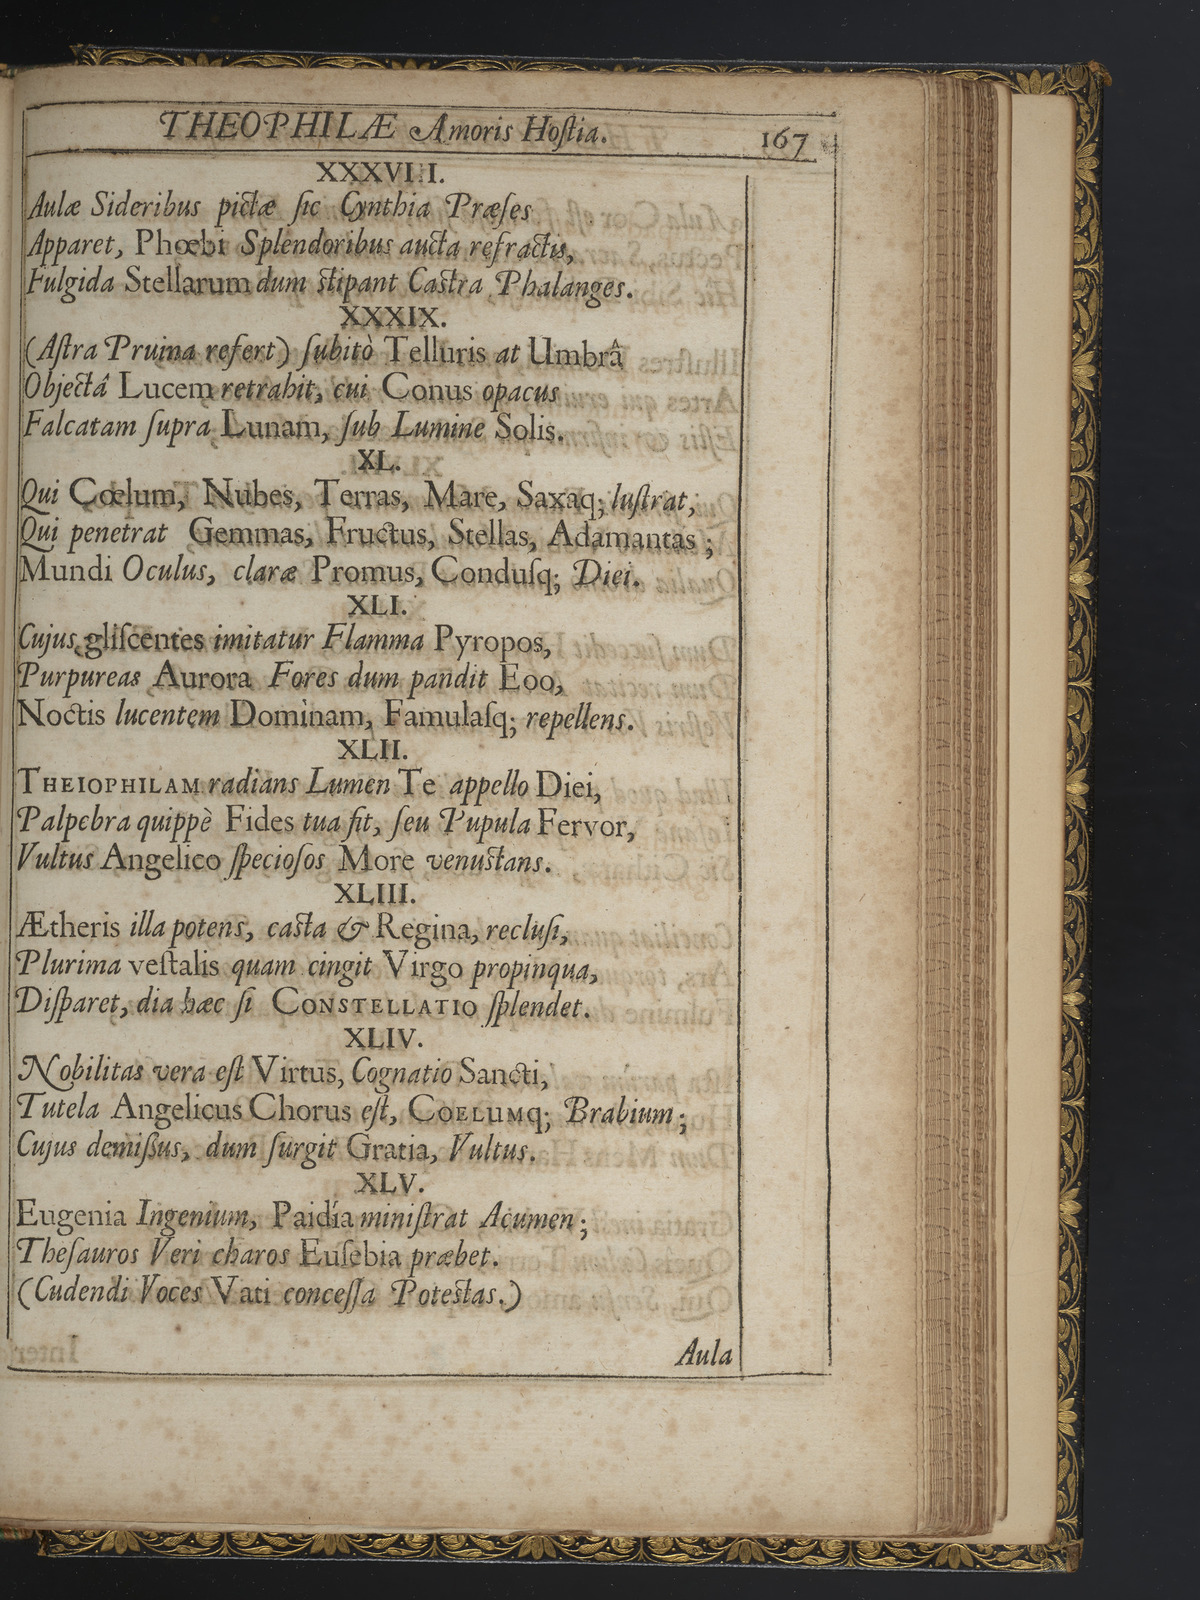 THEOPHILÆ Amoris Hoſtia. 167
XXXVIII.
Aulæ Sideribus pictæ ſic Cynthia Præſes
Apparet, Phœbi Splendoribus aucta refractis,
Fulgida Stellarum dum ſtipant Caſtra Phalanges.
XXXIX.
(Aſtra Pruina refert) ſubitò Telluris at Umbrâ
Objectâ Lucem retrahit, cui Conus opacus
Falcatam ſupra Lunam, ſub Lumine Solis.
XL.
Qui Cœlum, Nubes, Terras, Mare, Saxaq; luſtrat,
Qui penetrat Gemmas, Fructus, Stellas, Adamantas ;
Mundi Oculus, claræ Promus, Conduſq; Diei.
XLI.
Cujus gliſcentes imitatur Flamma Pyropos,
Purpureas Aurora Fores dum pandit Eoo,
Noctis lucentem Dominam, Famulaſq; repellens.
XLII.
THEIOPHILAM radians Lumen Te appello Diei,
Palpebra quippè Fides tua fit, ſeu Pupula Fervor,
Vultus Angelico ſpecioſos More venuſtans.
XLIII.
Ætheris illa potens, caſta & Regina, recluſi,
Plurima veſtalis quam cingit Virgo propinqua,
Diſparet, dia hæc ſi CONSTELLATIO ſplendet.
XLIV.
Nobilitas vera eſt Virtus, Cognatio Sancti,
Tutela Angelicus Chorus eſt, COELUMq; Brabium ;
Cujus demiſsus, dum ſurgit Gratia, Vultus.
XLV.
Eugenia Ingenium, Paidía miniſtrat Acumen ;
Theſauros Veri charos Euſebia præbet.
(Cudendi Voces Vati conceſſa Poteſtas.)
Aula